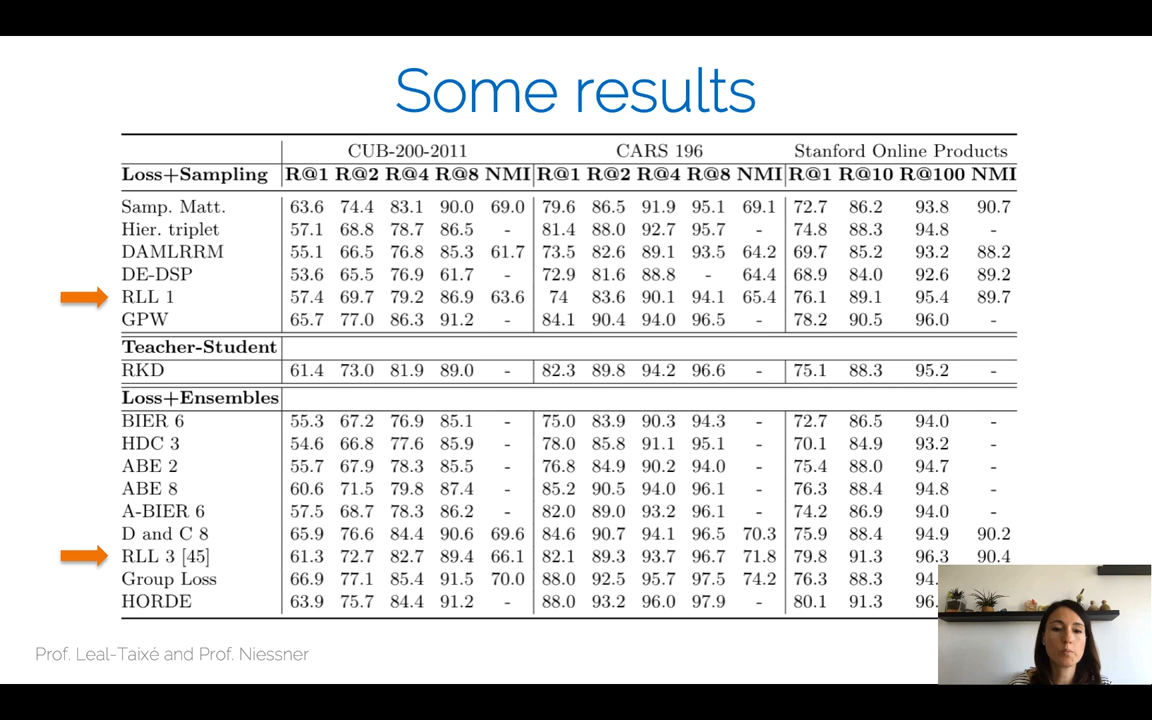 Some results
CUB-200-2011 CARS 196 Stanford Online Products
Loss+Sampling R@1 R@2 R@4 R@8 NMI R@1 R@2 R@4 R@8 NMI R@1 R@10 R@100 NMI
Samp. Matt. 63.6 74.4 83.1 90.0 69.0 79.6 86.5 91.9 95.1 69.1 72.7 86.2 93.8 90.7
Hier. triplet 57.1 68.8 78.7 86.5 - 81.4 88.0 92.7 95.7 - 74.8 88.3 94.8 -
DAMLRRM 55.1 66.5 76.8 85.3 61.7 73.5 82.6 89.1 93.5 64.2 69.7 85.2 93.2 88.2
DE-DSP 53.6 65.5 76.9 61.7 - 72.9 81.6 88.8 - 64.4 68.9 84.0 92.6 89.2
RLL 1 57.4 69.7 79.2 86.9 63.6 74 83.6 90.1 94.1 65.4 76.1 89.1 95.4 89.7
GPW 65.7 77.0 86.3 91.2 - 84.1 90.4 94.0 96.5 - 78.2 90.5 96.0 -
Teacher-Student
RKD 61.4 73.0 81.9 89.0 - 82.3 89.8 94.2 96.6 - 75.1 88.3 95.2 -
Loss+Ensembles
BIER 6 55.3 67.2 76.9 85.1 - 75.0 83.9 90.3 94.3 - 72.7 86.5 94.0 -
HDC 3 54.6 66.8 77.6 85.9 - 78.0 85.8 91.1 95.1 - 70.1 84.9 93.2 -
ABE 2 55.7 67.9 78.3 85.5 - 76.8 84.9 90.2 94.0 - 75.4 88.0 94.7 -
ABE 8 60.6 71.5 79.8 87.4 - 85.2 90.5 94.0 96.1 - 76.3 88.4 94.8 -
A-BIER 6 57.5 68.7 78.3 86.2 - 82.0 89.0 93.2 96.1 - 74.2 86.9 94.0 -
D and C 8 65.9 76.6 84.4 90.6 69.6 84.6 90.7 94.1 96.5 70.3 75.9 88.4 94.9 90.2
RLL 3 [45] 61.3 72.7 82.7 89.4 66.1 82.1 89.3 93.7 96.7 71.8 79.8 91.3 96.3 90.4
Group Loss 66.9 77.1 85.4 91.5 70.0 88.0 92.5 95.7 97.5 74.2 76.3 88.3 94.
HORDE 63.9 75.7 84.4 91.2 - 88.0 93.2 96.0 97.9 - 80.1 91.3 96.
Prof. Leal-Taixé and Prof. Niessner